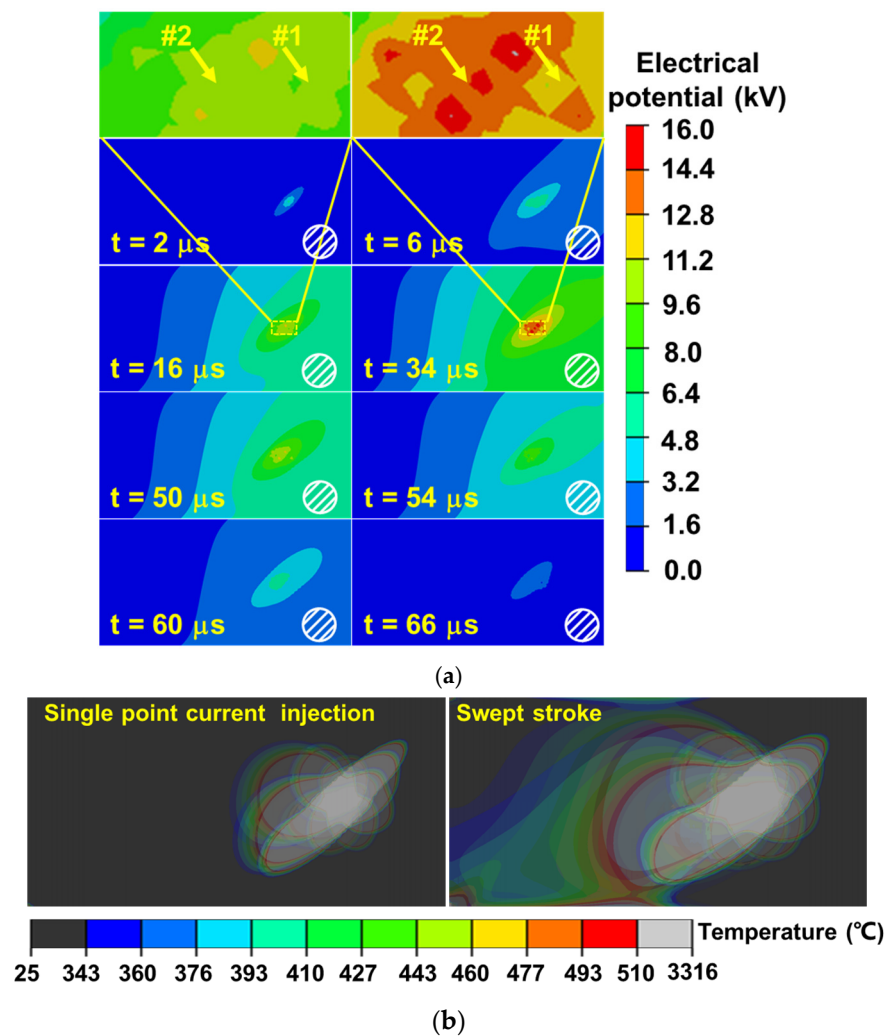 #2 #1 #2 #1
Electrical
potential (kV)
16.0
14.4
12.8
11.2
9.6
8.0
6.4
4.8
3.2
1.6
0.0
t = 2 μs t = 6 μs
t = 16 μs t = 34 μs
t = 50 μs t = 54 μs
t = 60 μs t = 66 μs
(a)
Single point current injection Swept stroke
Temperature (℃)
25 343 360 376 393 410 427 443 460 477 493 510 3316
(b)